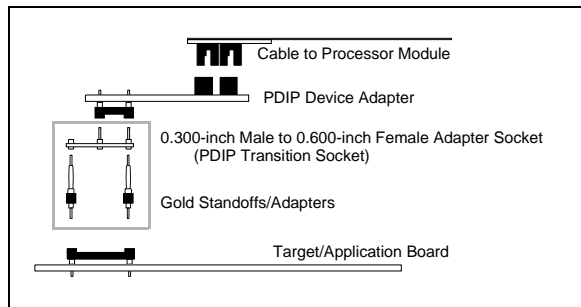 Cable to Processor Module
PDIP Device Adapter
0.300-inch Male to 0.600-inch Female Adapter Socket
(PDIP Transition Socket)
Gold Standoffs/Adapters
Target/Application Board